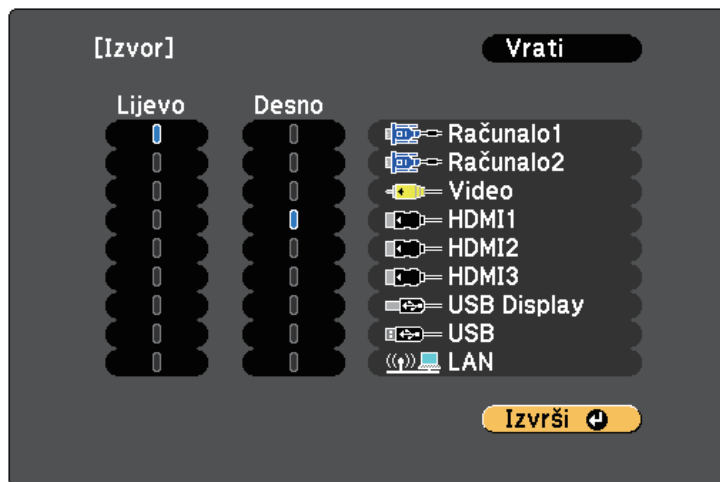 [Izvor]
Vrati
Lijevo
Desno
Računalo1
Računalo2
Video
HDMI1
HDMI2
HDMI3
USB Display
USB
LAN
Izvrši